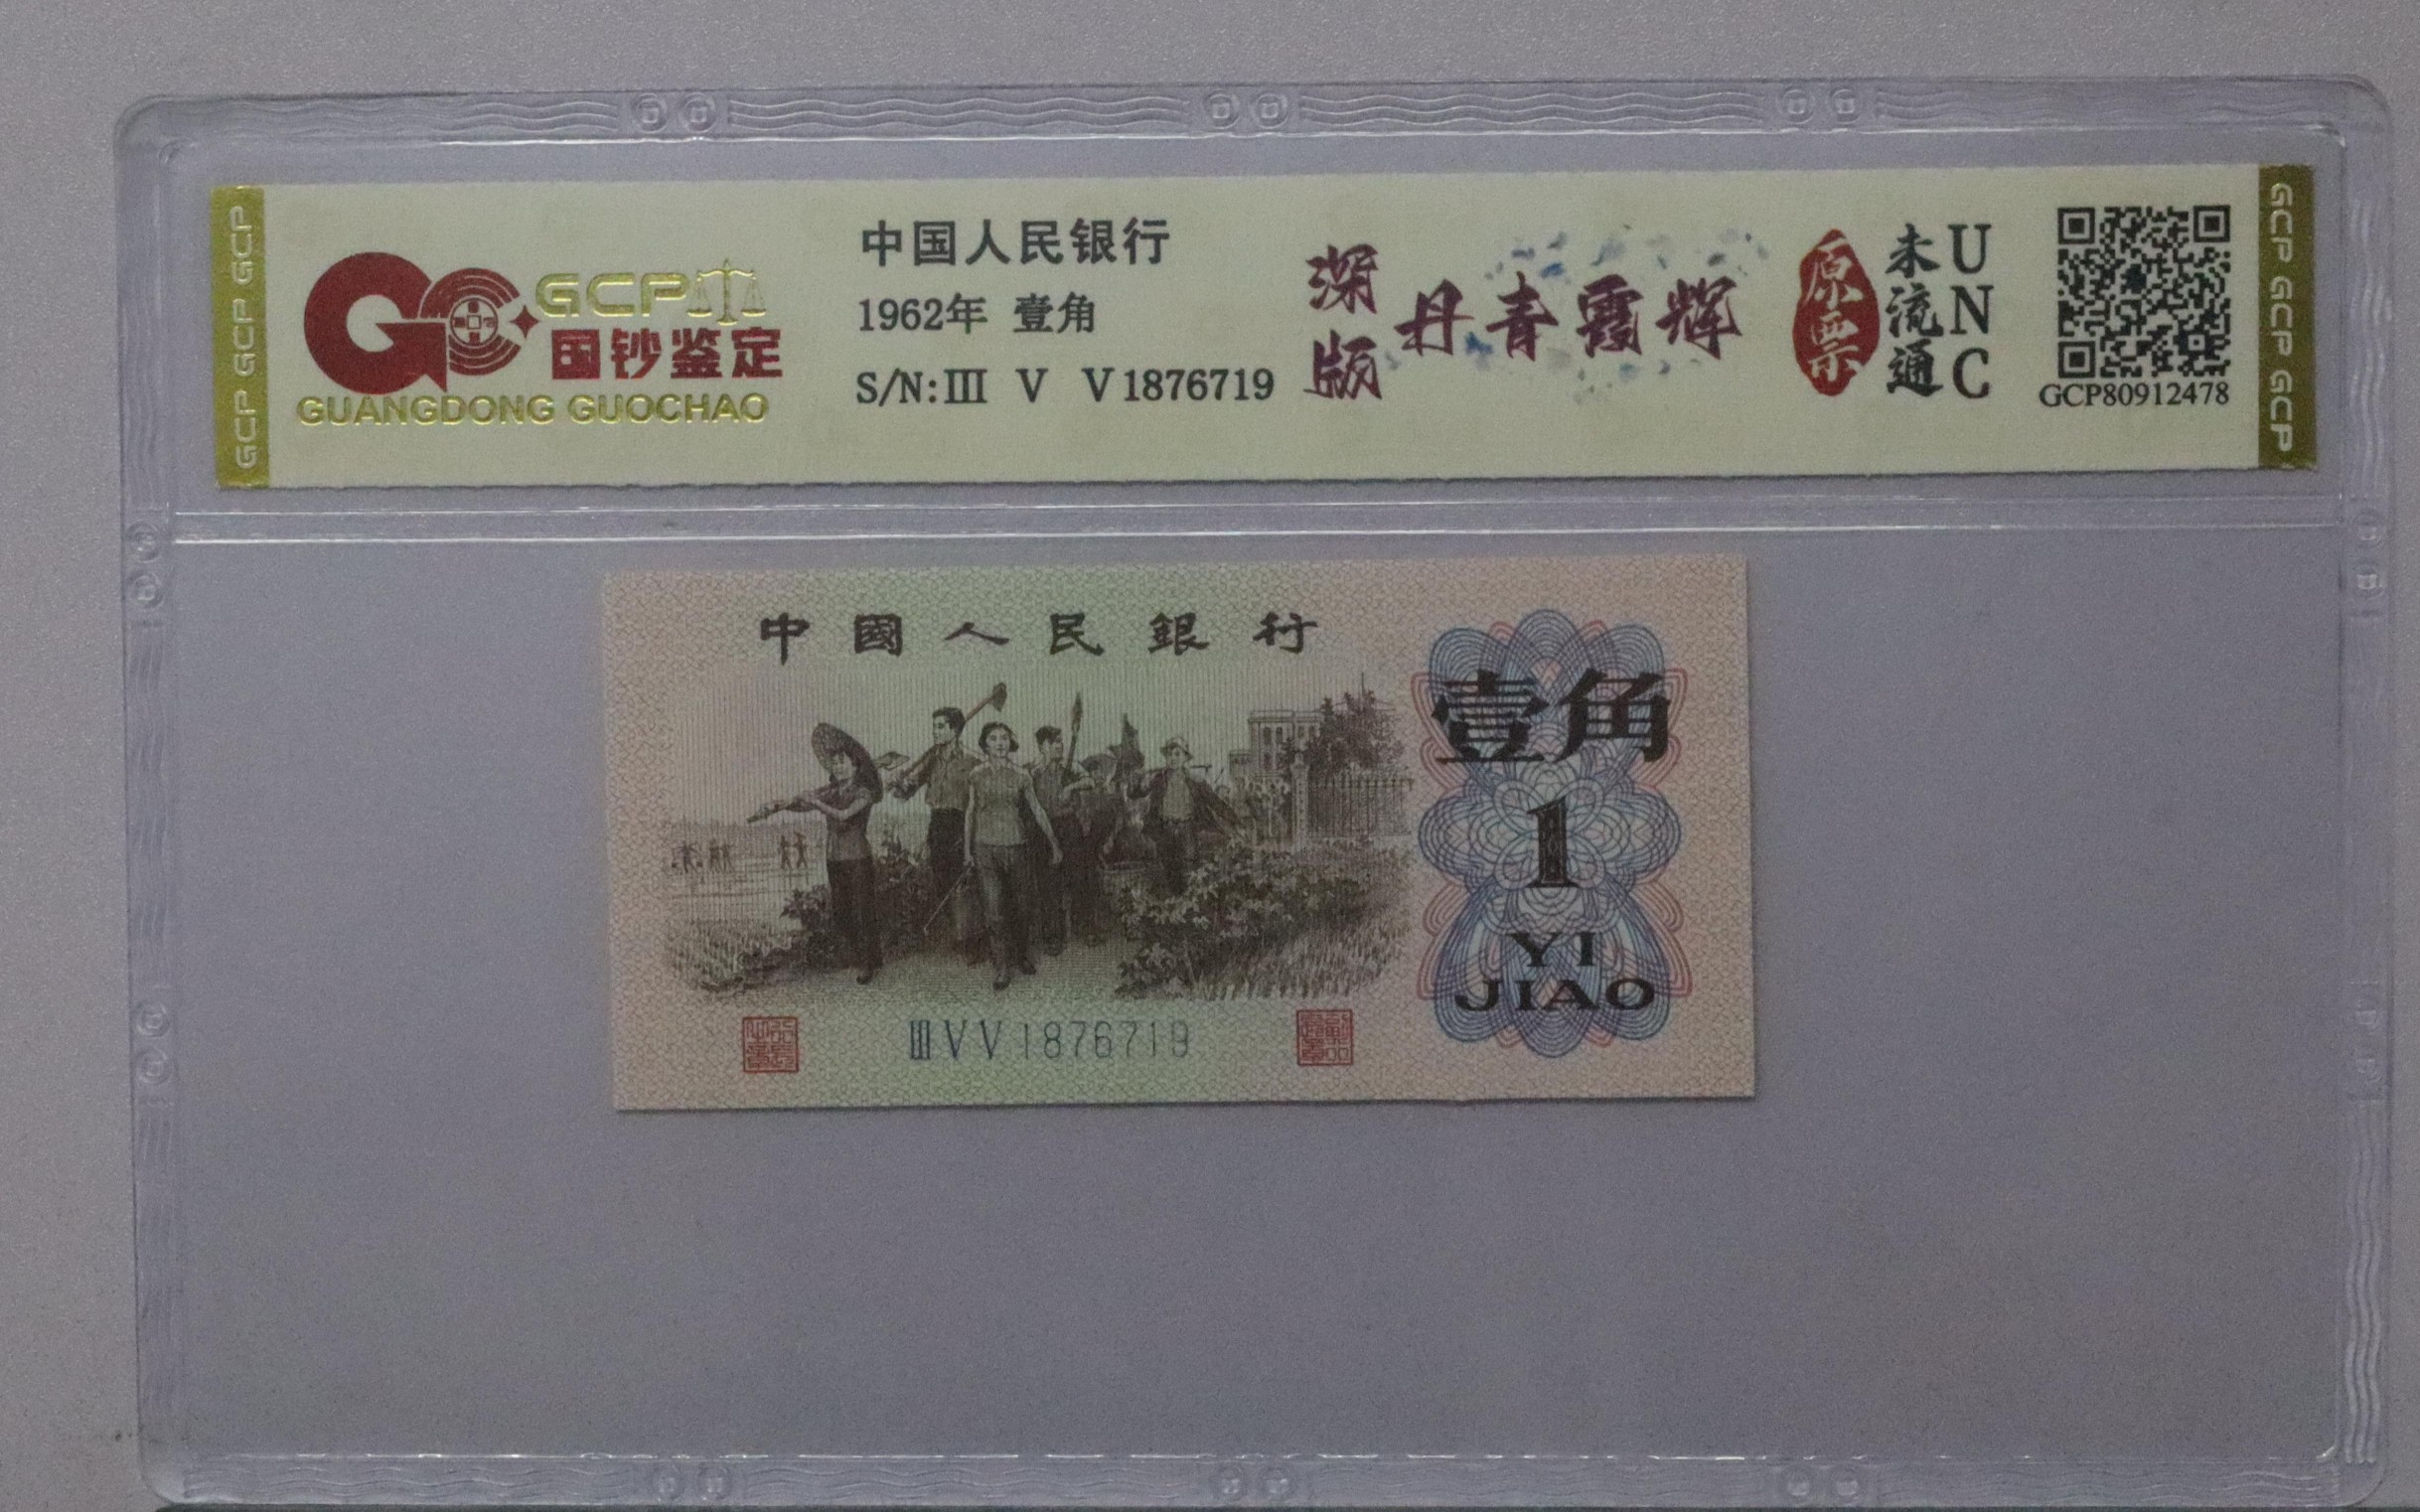 GCP GCP GCP
GCP
国钞鉴定
GUANGDONG GUOCHAO
中国人民银行
1962年 壹角
S/N:III V V1876719
深版
丹青霞辉
原票
未流通
UNC
GCP80912478
GCP GCP GCP
中國人民銀行
壹角
1
YI
JIAO
III V V 1876719